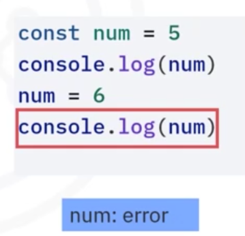 const num = 5
console.log(num)
num = 6
console.log(num)
num: error